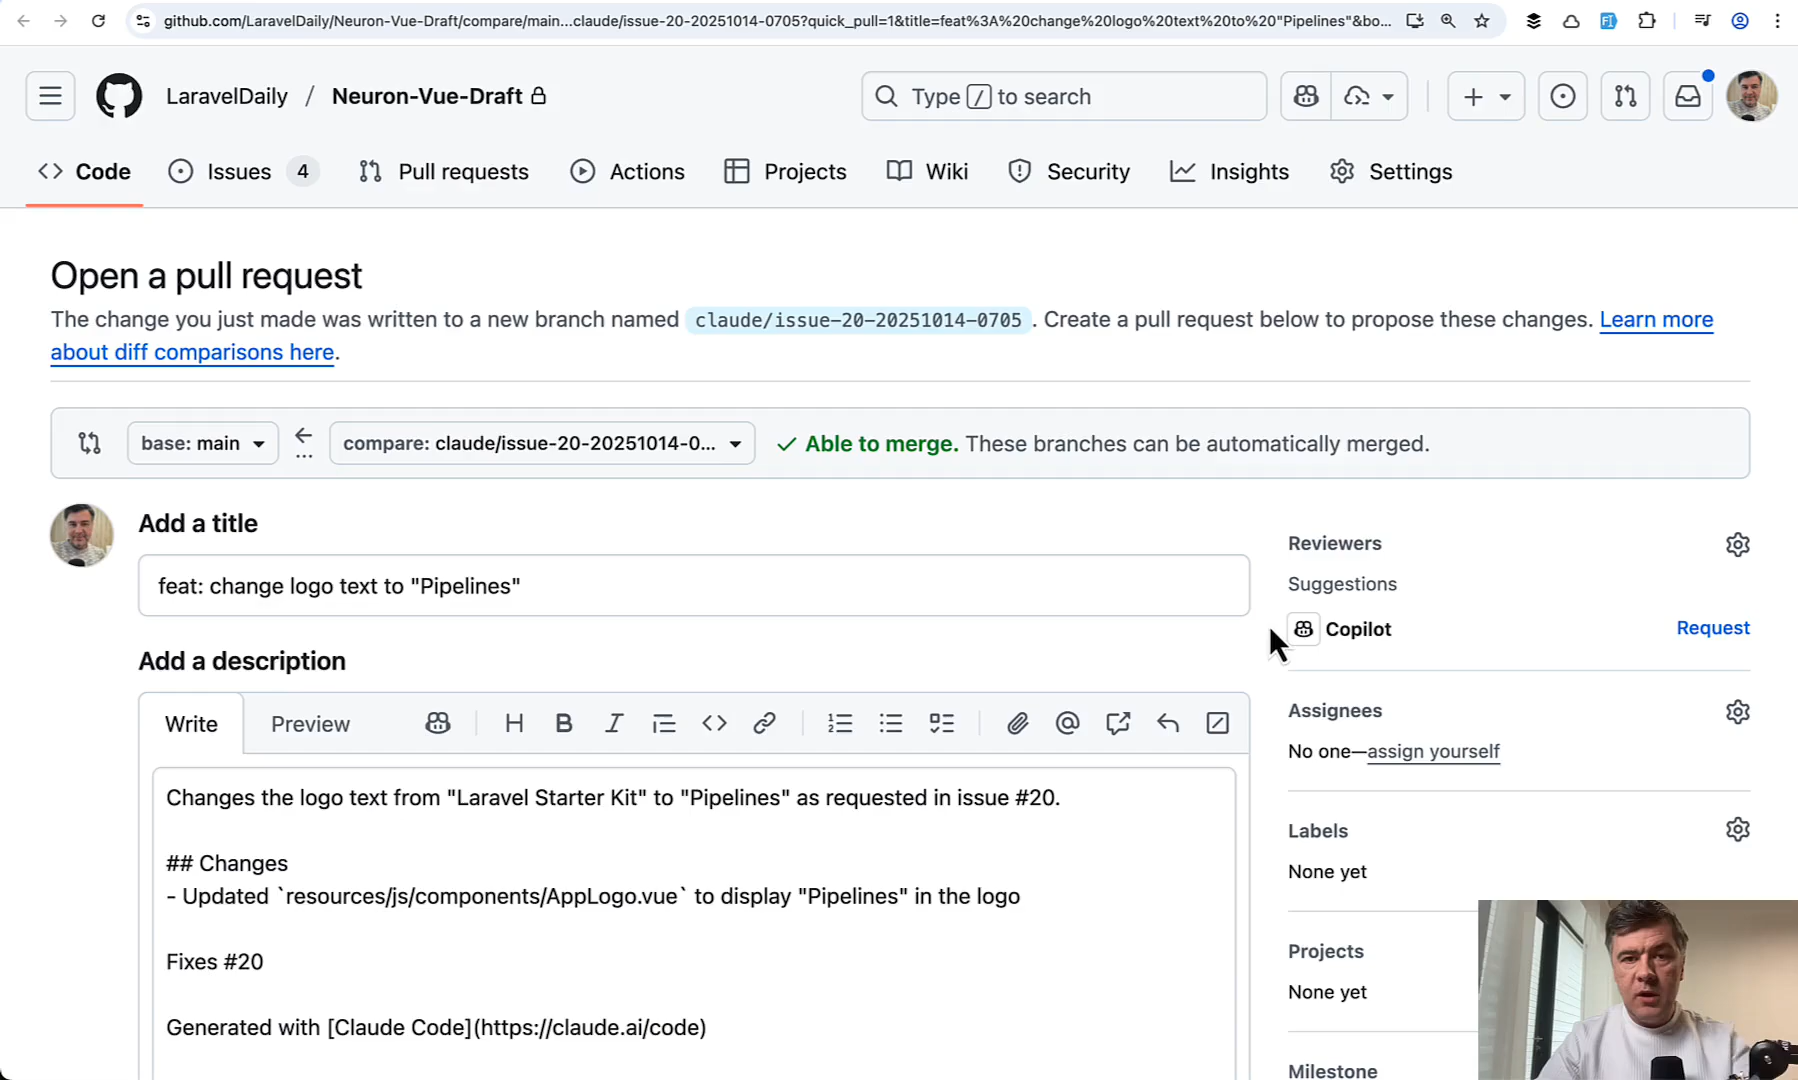 github.com/LaravelDaily/Neuron-Vue-Draft/compare/main...claude/issue-20-20251014-0705?quick_pull=1&title=feat%3A%20change%20logo%20text%20to%20"Pipelines"&bo...
LaravelDaily / Neuron-Vue-Draft
Type / to search
Code
Issues 4
Pull requests
Actions
Projects
Wiki
Security
Insights
Settings
Open a pull request
The change you just made was written to a new branch named claude/issue-20-20251014-0705 . Create a pull request below to propose these changes. Learn more
about diff comparisons here.
base: main
compare: claude/issue-20-20251014-0...
Able to merge. These branches can be automatically merged.
Add a title
feat: change logo text to "Pipelines"
Add a description
Write
Preview
Changes the logo text from "Laravel Starter Kit" to "Pipelines" as requested in issue #20.
## Changes
- Updated `resources/js/components/AppLogo.vue` to display "Pipelines" in the logo
Fixes #20
Generated with [Claude Code](https://claude.ai/code)
Reviewers
Suggestions
Copilot
Request
Assignees
No one—assign yourself
Labels
None yet
Projects
None yet
Milestone